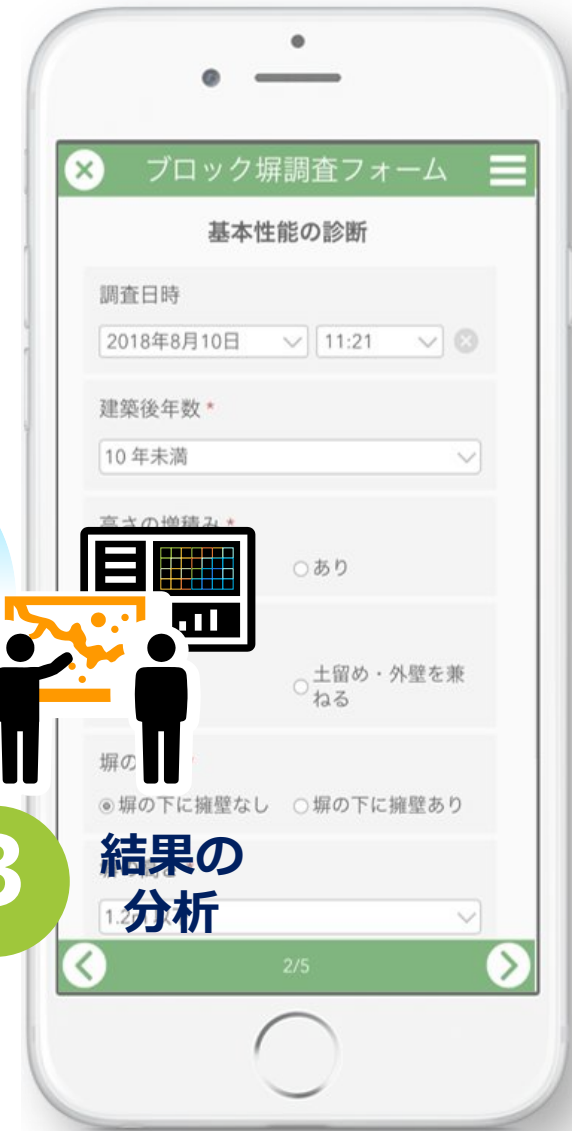 ブロック塀調査フォーム
基本性能の診断
調査日時
2018年8月10日 11:21
建築後年数 *
10 年未満
高さの増積み *
あり
土留め・外壁を兼
ねる
塀の
塀の下に擁壁なし 塀の下に擁壁あり
3 結果の
分析
1.2m
2/5